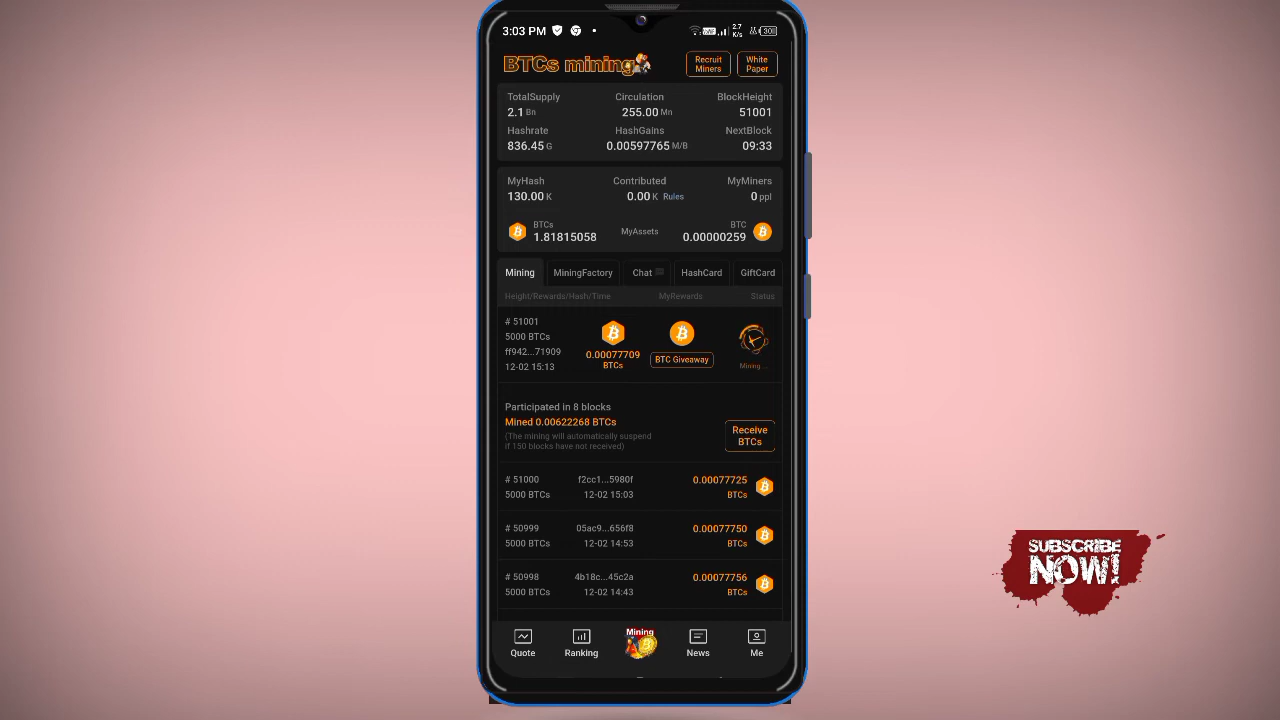 3:03 PM
2.7
K/s
30
BTCs mining
Recruit
Miners
White
Paper
TotalSupply Circulation BlockHeight
2.1 Bn 255.00 Mn 51001
Hashrate HashGains NextBlock
836.45 G 0.00597765 M/B 09:33
MyHash Contributed MyMiners
130.00 K 0.00 K Rules 0 ppl
BTCs MyAssets BTC
1.81815058 0.00000259
Mining MiningFactory Chat HashCard GiftCard
Height/Rewards/Hash/Time MyRewards Status
# 51001
5000 BTCs
ff942...71909
12-02 15:13
0.00077709
BTCs
BTC Giveaway
Mining ...
Participated in 8 blocks
Mined 0.00622268 BTCs
(The mining will automatically suspend
if 150 blocks have not received)
Receive
BTCs
# 51000 f2cc1...5980f 0.00077725
5000 BTCs 12-02 15:03 BTCs
# 50999 05ac9...656f8 0.00077750
5000 BTCs 12-02 14:53 BTCs
# 50998 4b18c...45c2a 0.00077756
5000 BTCs 12-02 14:43 BTCs
Mining
Quote Ranking News Me
SUBSCRIBE
NOW!